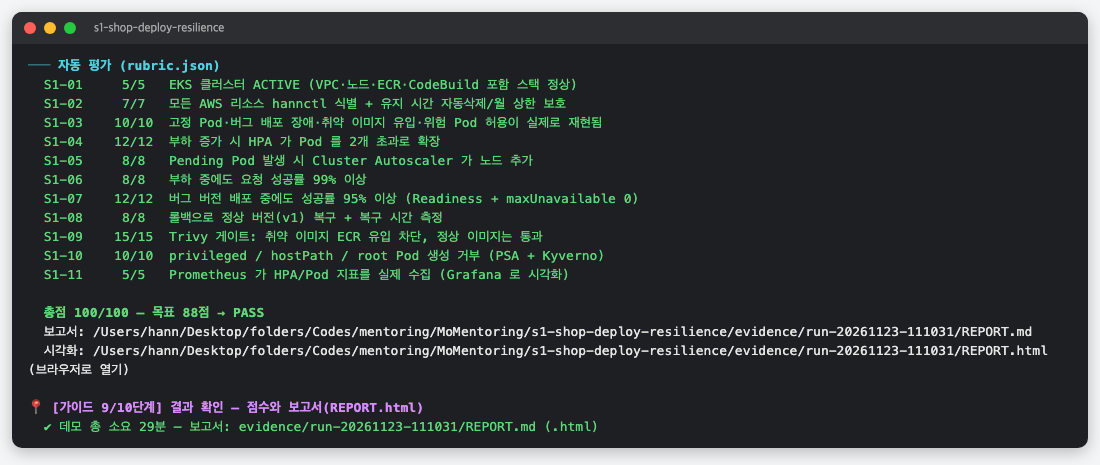 s1-shop-deploy-resilience
── 자동 평가 (rubric.json)
S1-01 5/5 EKS 클러스터 ACTIVE (VPC·노드·ECR·CodeBuild 포함 스택 정상)
S1-02 7/7 모든 AWS 리소스 hannctl 식별 + 유지 시간 자동삭제/월 상한 보호
S1-03 10/10 고정 Pod·버그 배포 장애·취약 이미지 유입·위험 Pod 허용이 실제로 재현됨
S1-04 12/12 부하 증가 시 HPA 가 Pod 를 2개 초과로 확장
S1-05 8/8 Pending Pod 발생 시 Cluster Autoscaler 가 노드 추가
S1-06 8/8 부하 중에도 요청 성공률 99% 이상
S1-07 12/12 버그 버전 배포 중에도 성공률 95% 이상 (Readiness + maxUnavailable 0)
S1-08 8/8 롤백으로 정상 버전(v1) 복구 + 복구 시간 측정
S1-09 15/15 Trivy 게이트: 취약 이미지 ECR 유입 차단, 정상 이미지는 통과
S1-10 10/10 privileged / hostPath / root Pod 생성 거부 (PSA + Kyverno)
S1-11 5/5 Prometheus 가 HPA/Pod 지표를 실제 수집 (Grafana 로 시각화)
총점 100/100 — 목표 88점 → PASS
보고서: /Users/hann/Desktop/folders/Codes/mentoring/MoMentoring/s1-shop-deploy-resilience/evidence/run-20261123-111031/REPORT.md
시각화: /Users/hann/Desktop/folders/Codes/mentoring/MoMentoring/s1-shop-deploy-resilience/evidence/run-20261123-111031/REPORT.html
(브라우저로 열기)
📍 [가이드 9/10단계] 결과 확인 — 점수와 보고서(REPORT.html)
✔ 데모 총 소요 29분 — 보고서: evidence/run-20261123-111031/REPORT.md (.html)